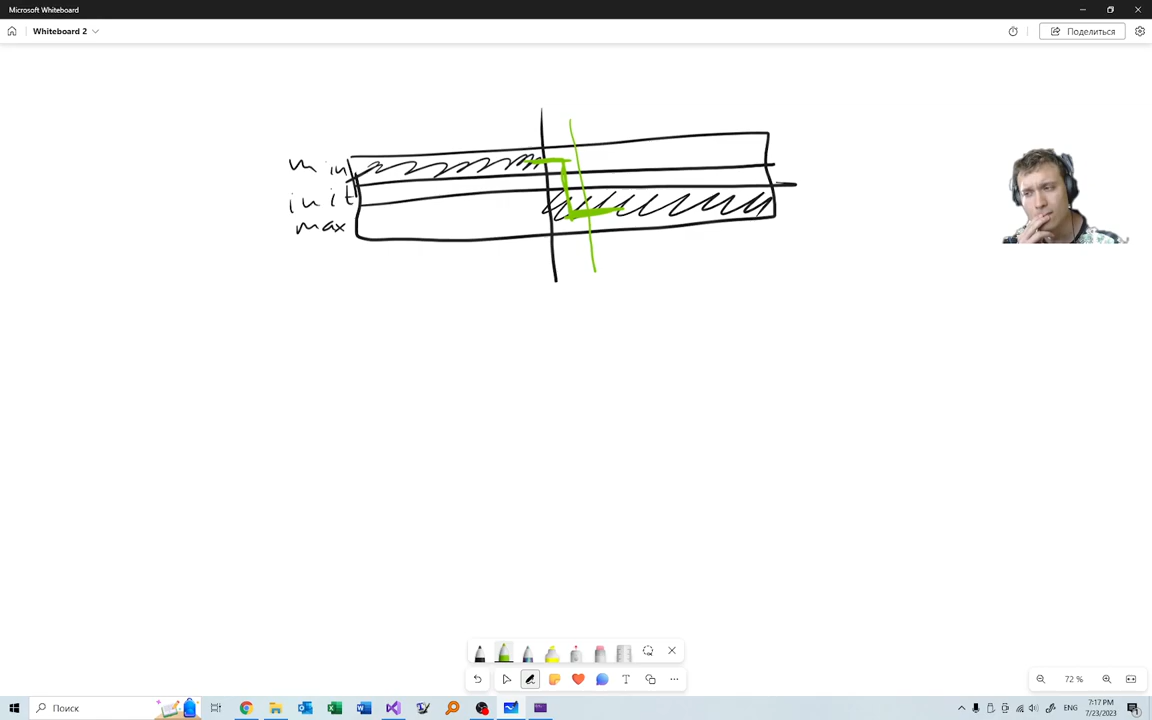 Microsoft Whiteboard
Whiteboard 2
Поделиться
min
init
max
72 %
Поиск
ENG
7:17 PM
7/23/2023